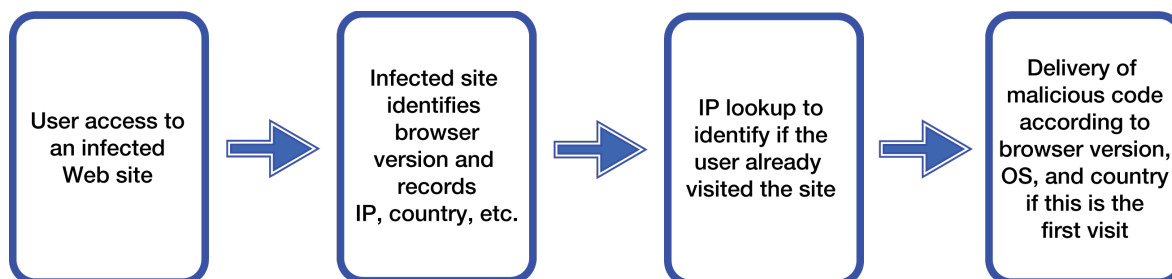 User access to
an infected
Web site
Infected site
identifies
browser
version and
records
IP, country, etc.
IP lookup to
identify if the
user already
visited the site
Delivery of
malicious code
according to
browser version,
OS, and country
if this is the
first visit